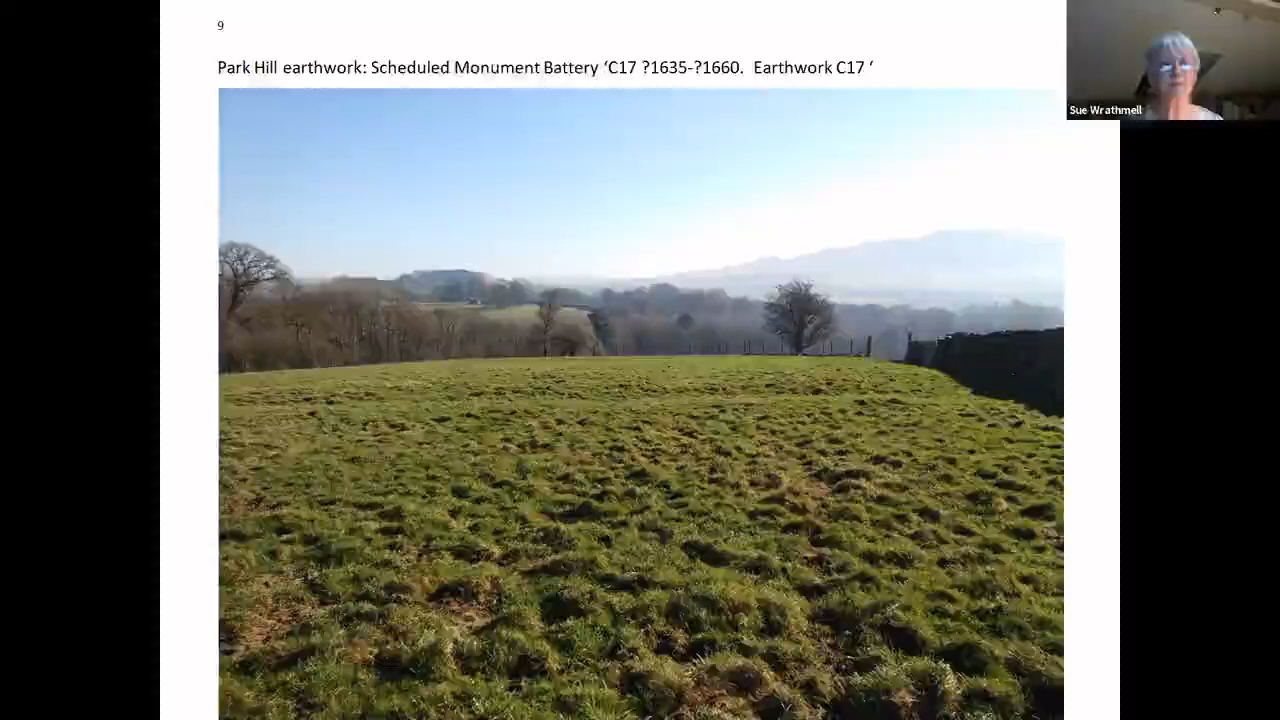 9
Park Hill earthwork: Scheduled Monument Battery ‘C17 ?1635-?1660.  Earthwork C17 ‘
Sue Wrathmell